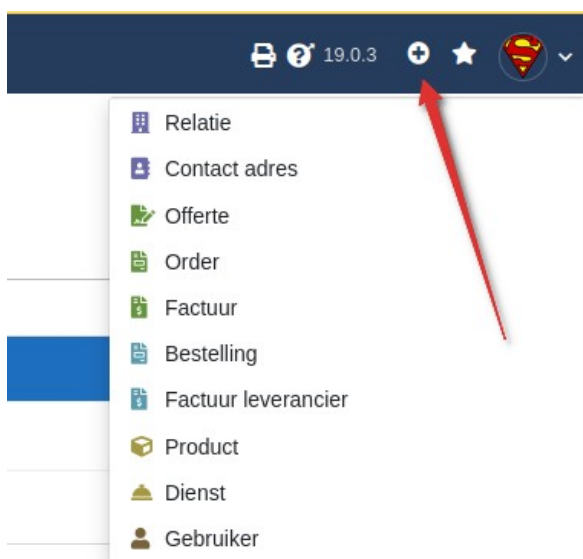 19.0.3
Relatie
Contact adres
Offerte
Order
Factuur
Bestelling
Factuur leverancier
Product
Dienst
Gebruiker